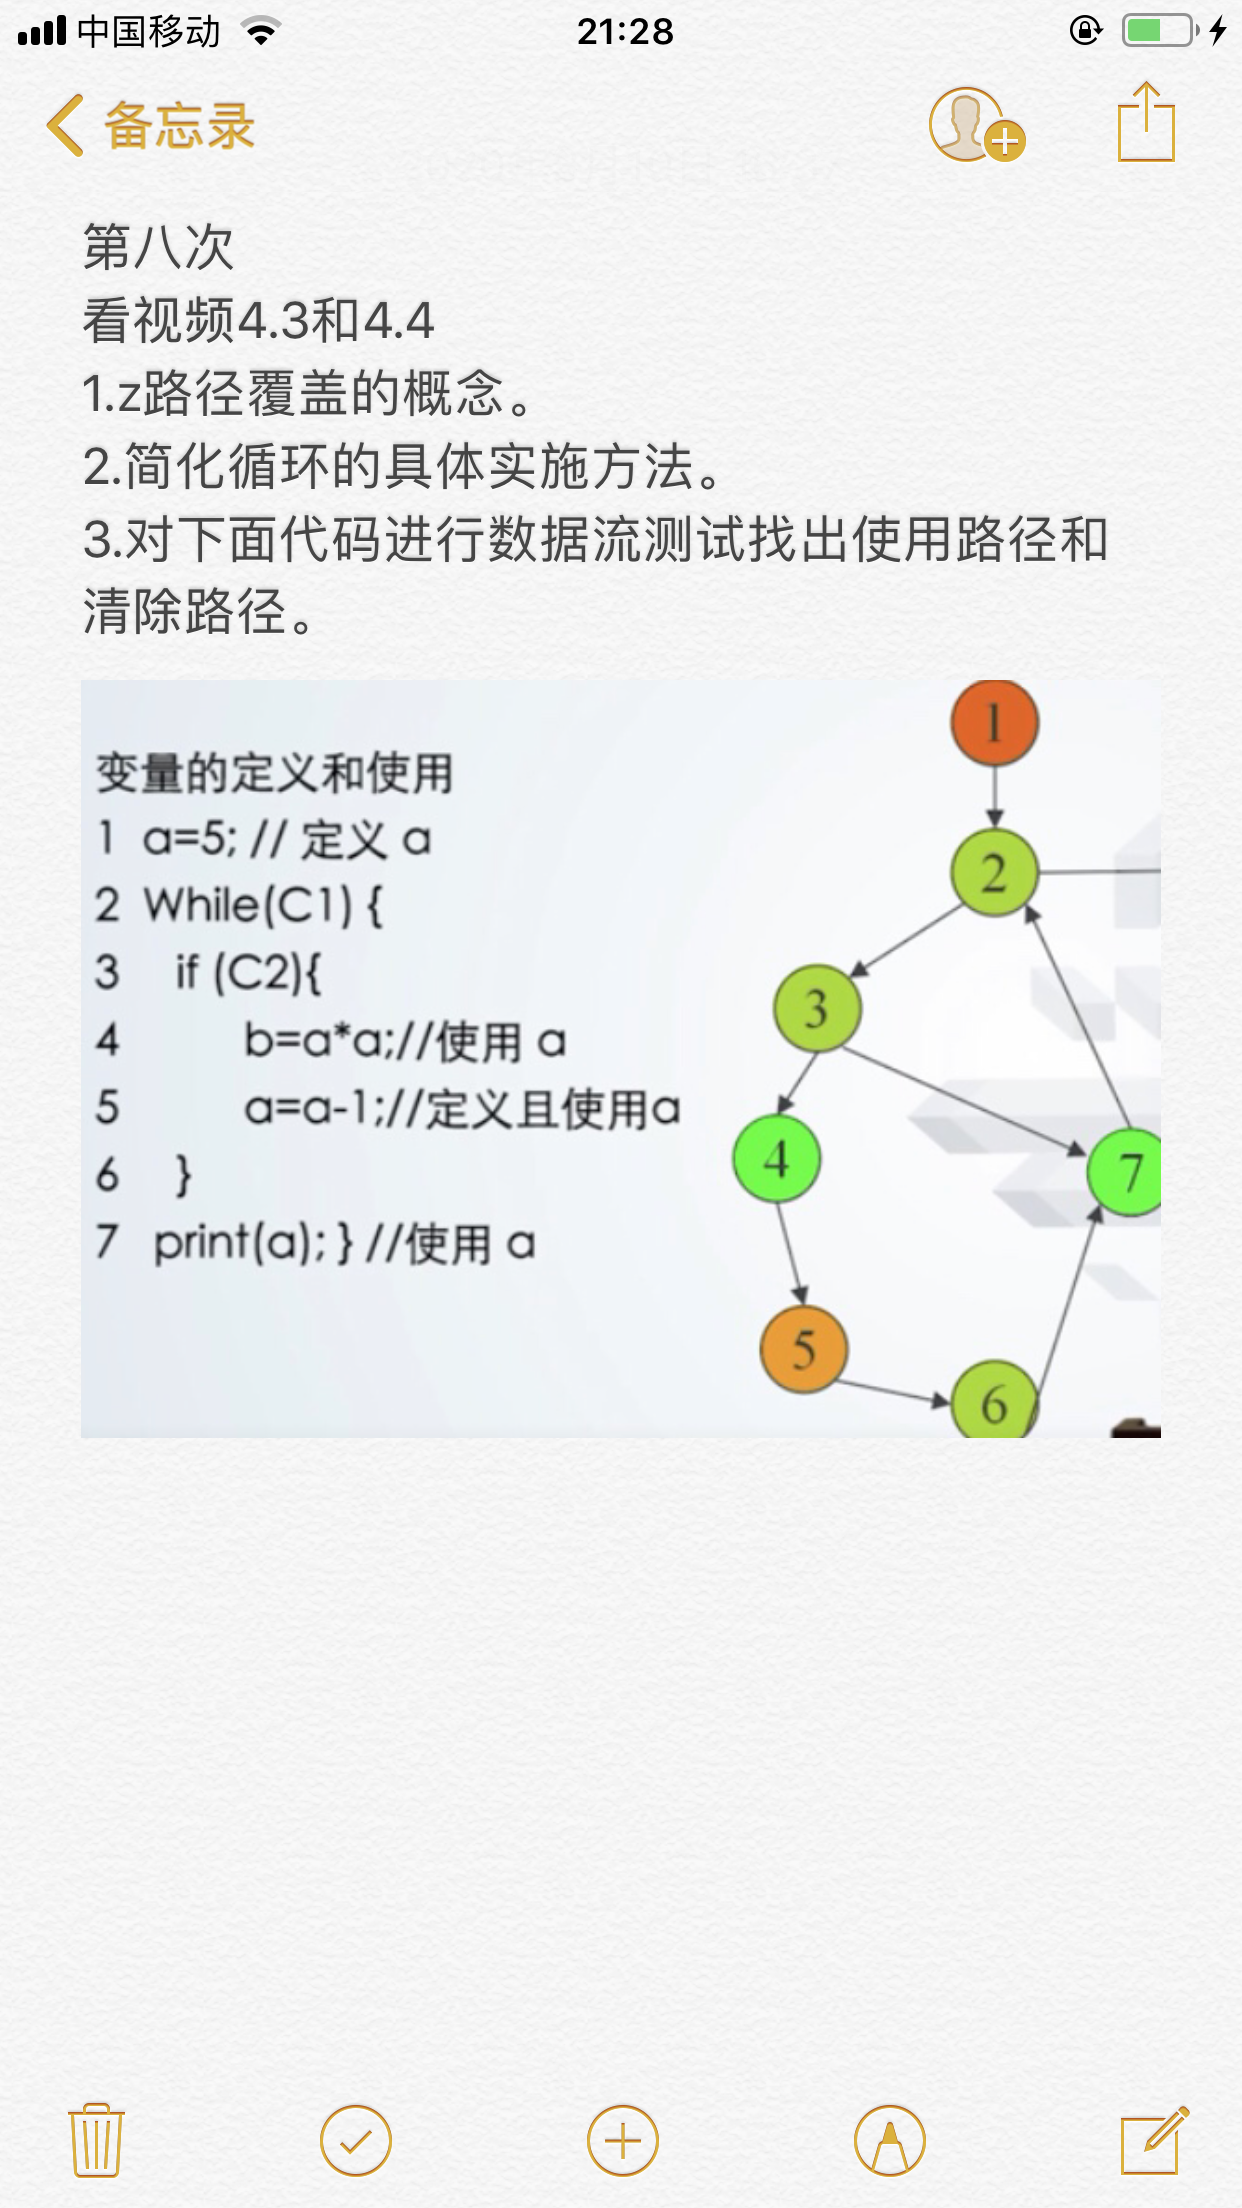 中国移动
21:28
备忘录
第八次
看视频4.3和4.4
1.z路径覆盖的概念。
2.简化循环的具体实施方法。
3.对下面代码进行数据流测试找出使用路径和
清除路径。
变量的定义和使用
1 a=5; // 定义 a
2 While(C1) {
3 if (C2){
4 b=a*a;//使用 a
5 a=a-1;//定义且使用a
6 }
7 print(a); } //使用 a
1
2
3
4
7
5
6